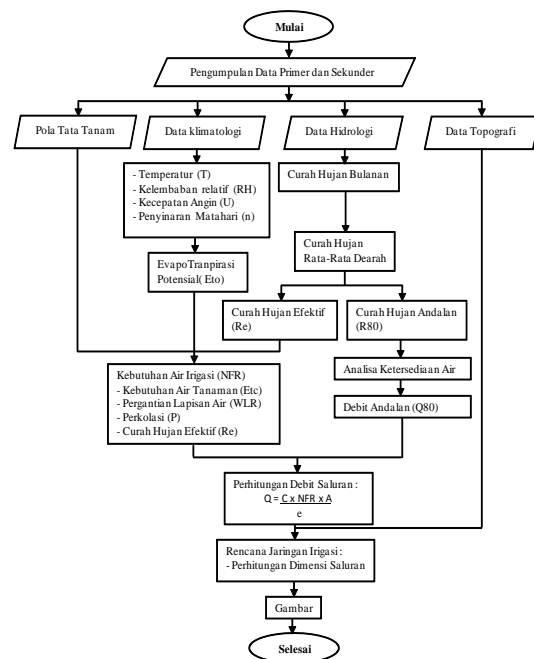 Mulai
Pengumpulan Data Primer dan Sekunder
Pola Tata Tanam
Data klimatologi
Data Hidrologi
Data Topografi
- Temperatur (T)
- Kelembaban relatif (RH)
- Kecepatan Angin (U)
- Penyinaran Matahari (n)
Curah Hujan Bulanan
Curah Hujan
Rata-Rata Dearah
EvapoTranpirasi
Potensial( Eto)
Curah Hujan Efektif
(Re)
Curah Hujan Andalan
(R80)
Kebutuhan Air Irigasi (NFR)
- Kebutuhan Air Tanaman (Etc)
- Pergantian Lapisan Air (WLR)
- Perkolasi (P)
- Curah Hujan Efektif (Re)
Analisa Ketersediaan Air
Debit Andalan (Q80)
Perhitungan Debit Saluran :
Q = C x NFR x A
e
Rencana Jaringan Irigasi :
- Perhitungan Dimensi Saluran
Gambar
Selesai